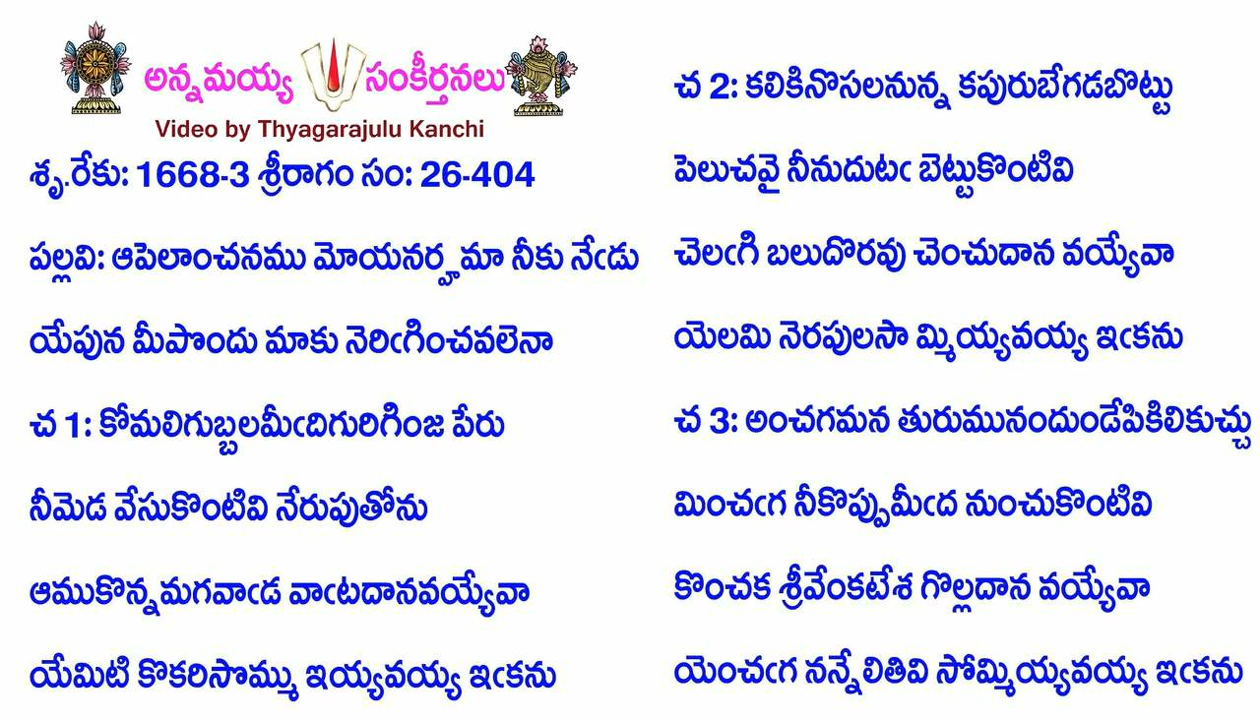 అన్నమయ్య సంకీర్తనలు
Video by Thyagarajulu Kanchi
శృ.రేకు: 1668-3 శ్రీరాగం సం: 26-404
పల్లవి: ఆపెలాంచనము మోయనర్హమా నీకు నేఁడు
యేపున మీపొందు మాకు నెరిఁగించవలెనా
చ 1: కోమలిగుబ్బలమీఁదిగురిగింజ పేరు
నీమెడ వేసుకొంటివి నేరుపుతోను
ఆముకొన్నమగవాఁడ వాఁటదానవయ్యేవా
యేమిటి కొకరిసొమ్ము ఇయ్యవయ్య ఇఁకను
చ 2: కలికినొసలనున్న కపురుబేగడబొట్టు
పెలుచవై నీనుదుటఁ బెట్టుకొంటివి
చెలఁగి బలుదొరవు చెంచుదాన వయ్యేవా
యెలమి నెరపులసా మ్మియ్యవయ్య ఇఁకను
చ 3: అంచగమన తురుమునందుండేపికిలికుచ్చు
మించఁగ నీకొప్పుమీఁద నుంచుకొంటివి
కొంచక శ్రీవేంకటేశ గొల్లదాన వయ్యేవా
యెంచఁగ నన్నేలితివి సోమ్మియ్యవయ్య ఇఁకను